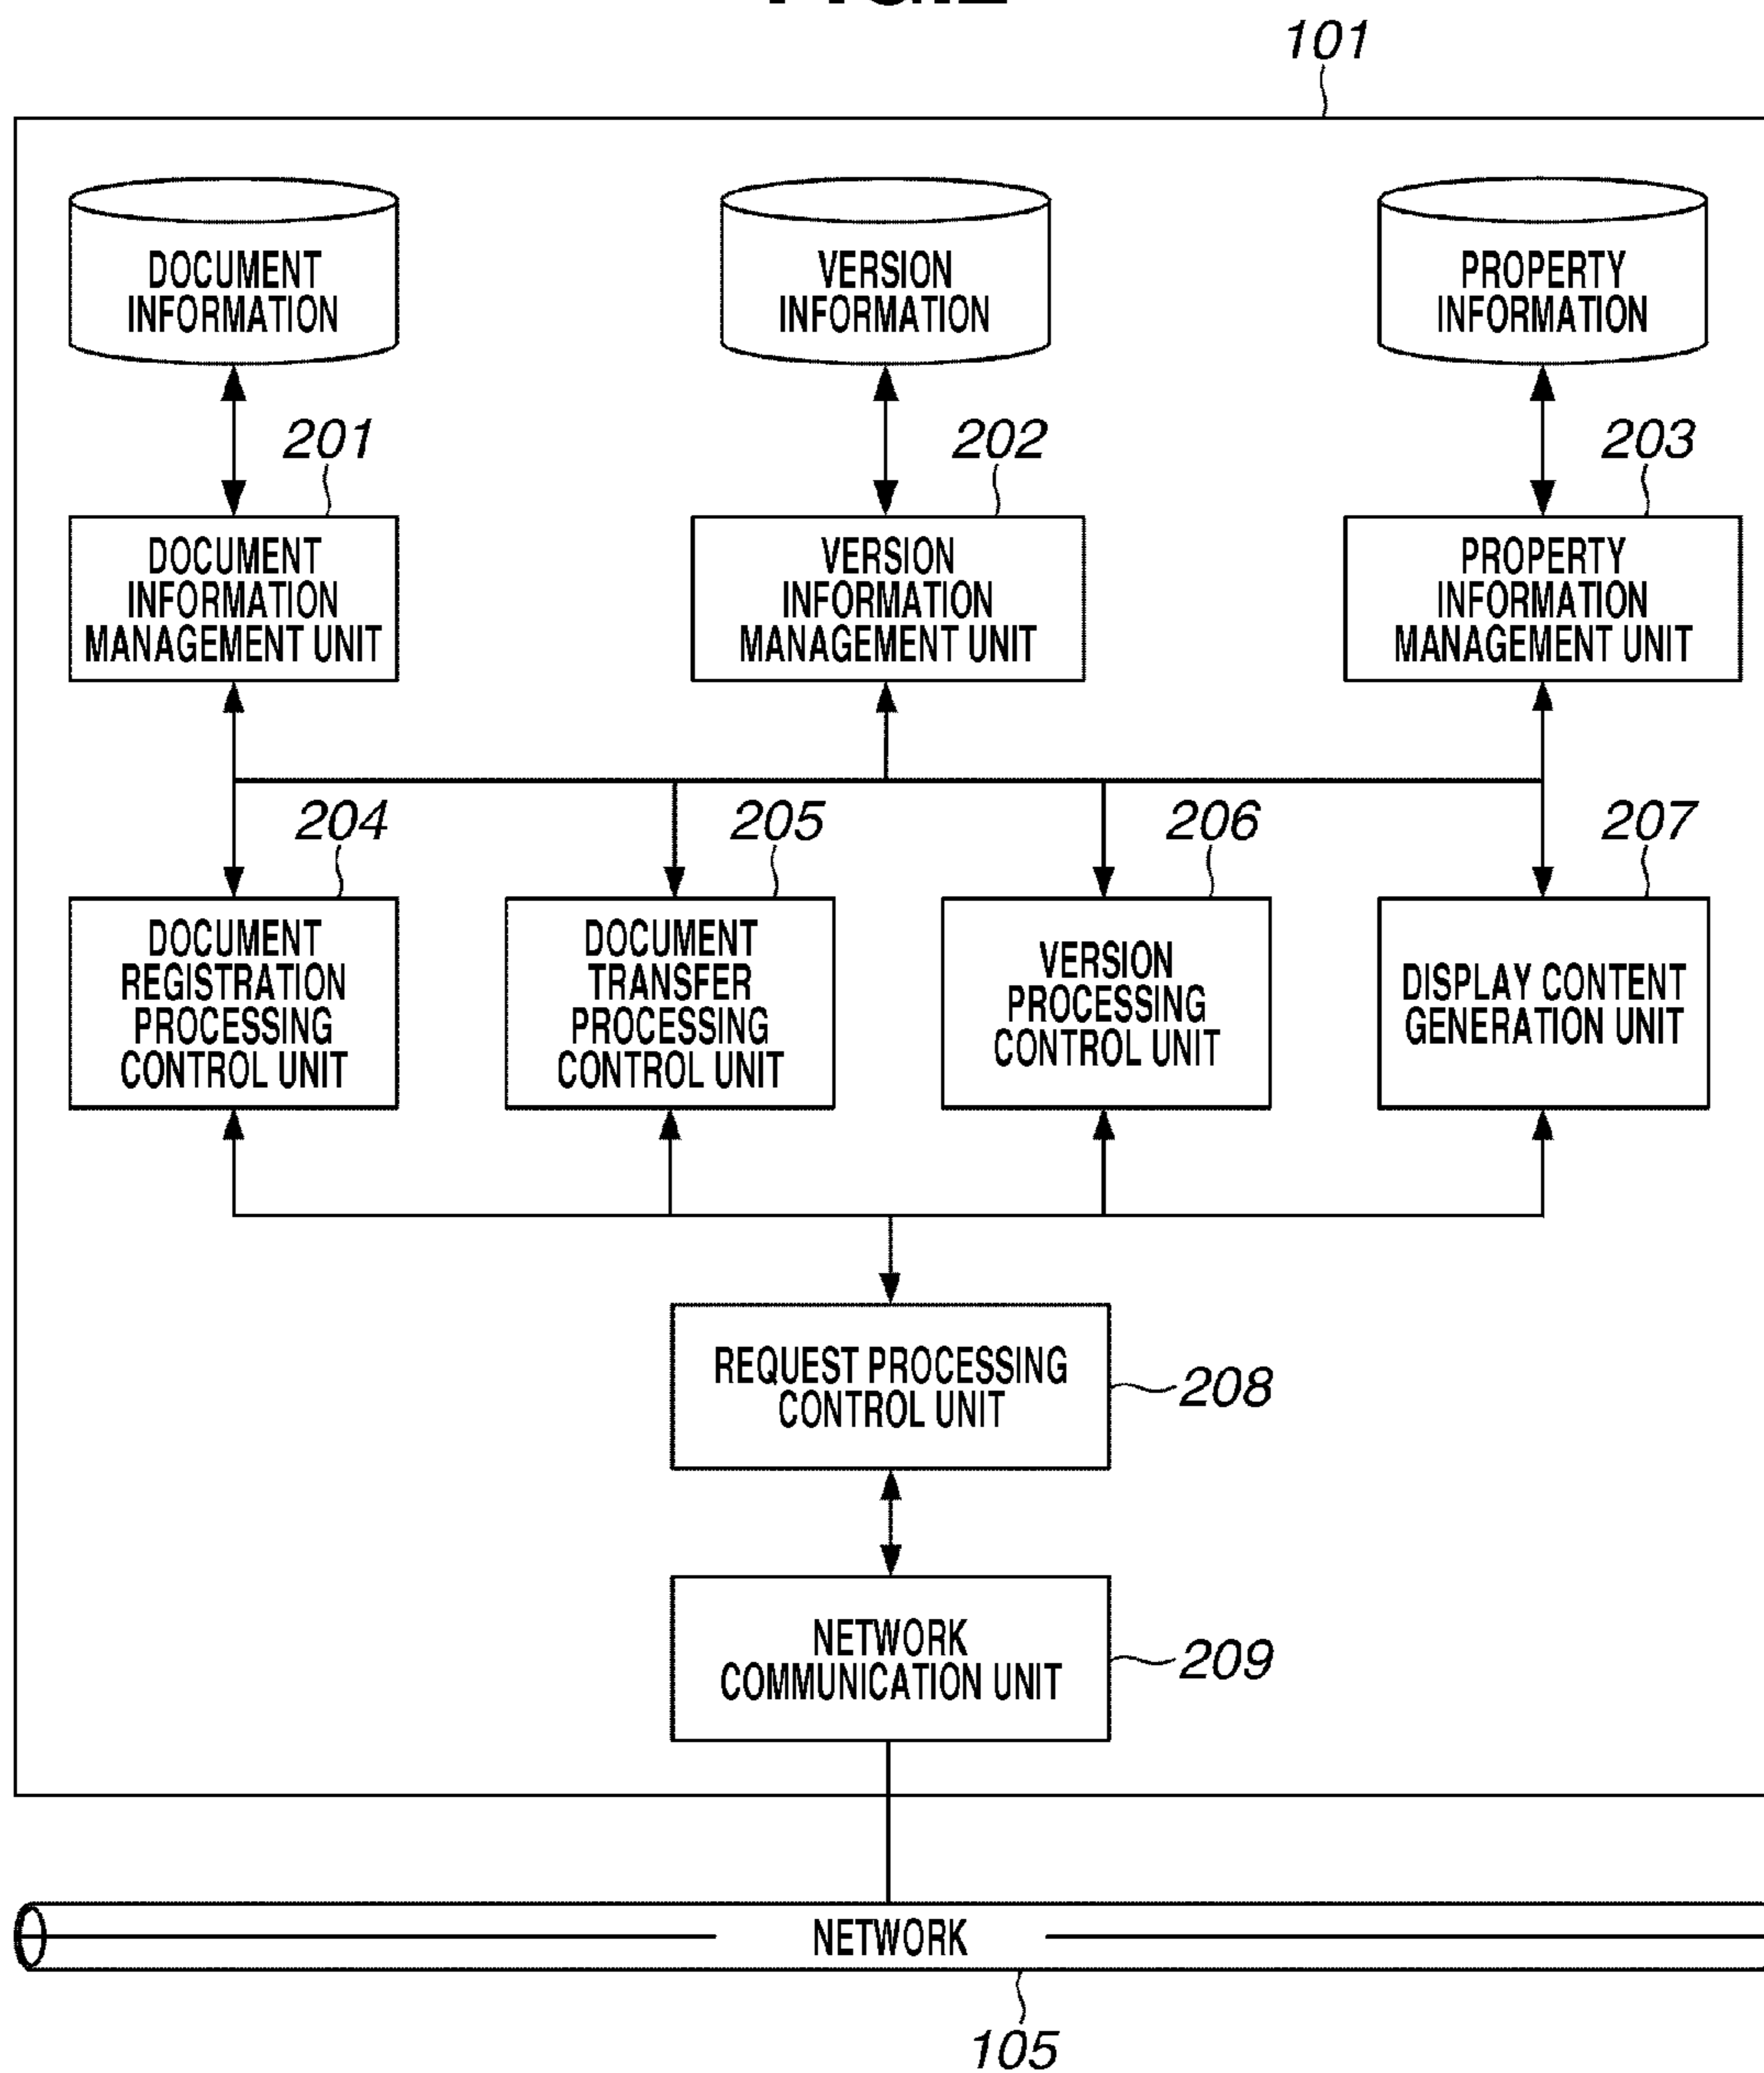 101
DOCUMENT
INFORMATION
VERSION
INFORMATION
PROPERTY
INFORMATION
201
202
203
DOCUMENT
INFORMATION
MANAGEMENT UNIT
VERSION
INFORMATION
MANAGEMENT UNIT
PROPERTY
INFORMATION
MANAGEMENT UNIT
204
205
206
207
DOCUMENT
REGISTRATION
PROCESSING
CONTROL UNIT
DOCUMENT
TRANSFER
PROCESSING
CONTROL UNIT
VERSION
PROCESSING
CONTROL UNIT
DISPLAY CONTENT
GENERATION UNIT
REQUEST PROCESSING
CONTROL UNIT
208
NETWORK
COMMUNICATION UNIT
209
NETWORK
105